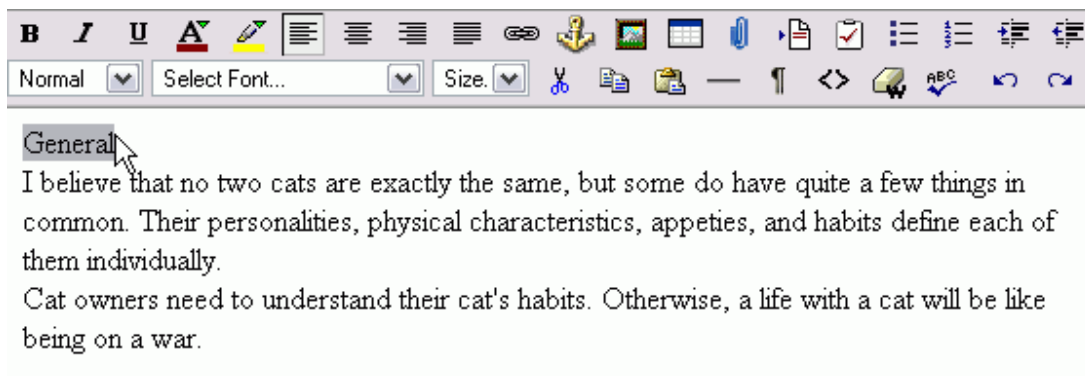 B I U A
Normal Select Font... Size. ABC
General
I believe that no two cats are exactly the same, but some do have quite a few things in
common. Their personalities, physical characteristics, appeties, and habits define each of
them individually.
Cat owners need to understand their cat's habits. Otherwise, a life with a cat will be like
being on a war.